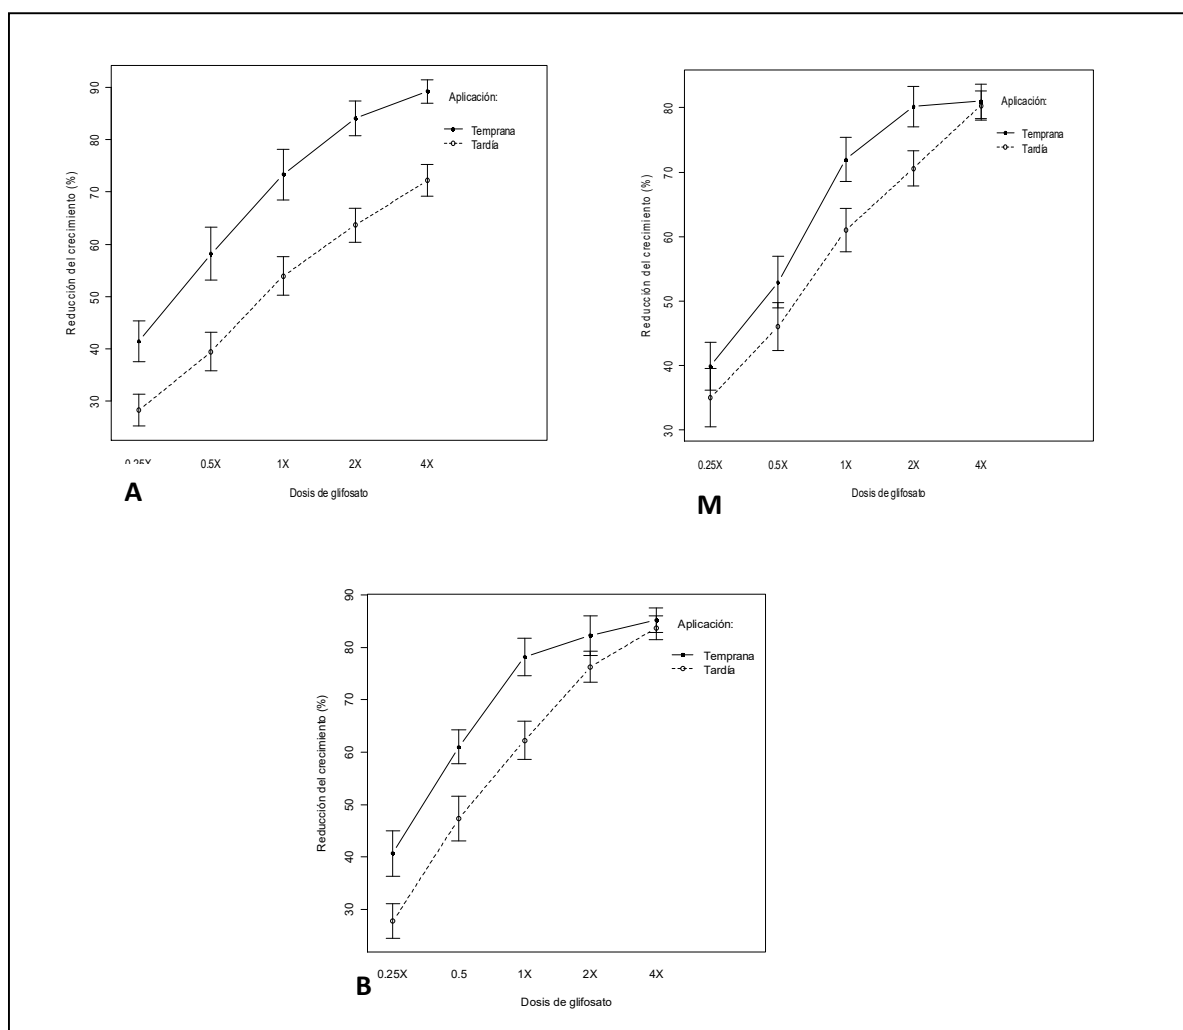 Aplicación:
Temprana
Tardía
Reducción del crecimiento (%)
90
80
70
60
50
40
30
0.25X 0.5X 1X 2X 4X
Dosis de glifosato
A
Aplicación:
Temprana
Tardía
Reducción del crecimiento (%)
80
70
60
50
40
30
0.25X 0.5X 1X 2X 4X
Dosis de glifosato
M
Aplicación:
Temprana
Tardía
Reducción del crecimiento (%)
90
80
70
60
50
40
30
0.25X 0.5 1X 2X 4X
Dosis de glifosato
B